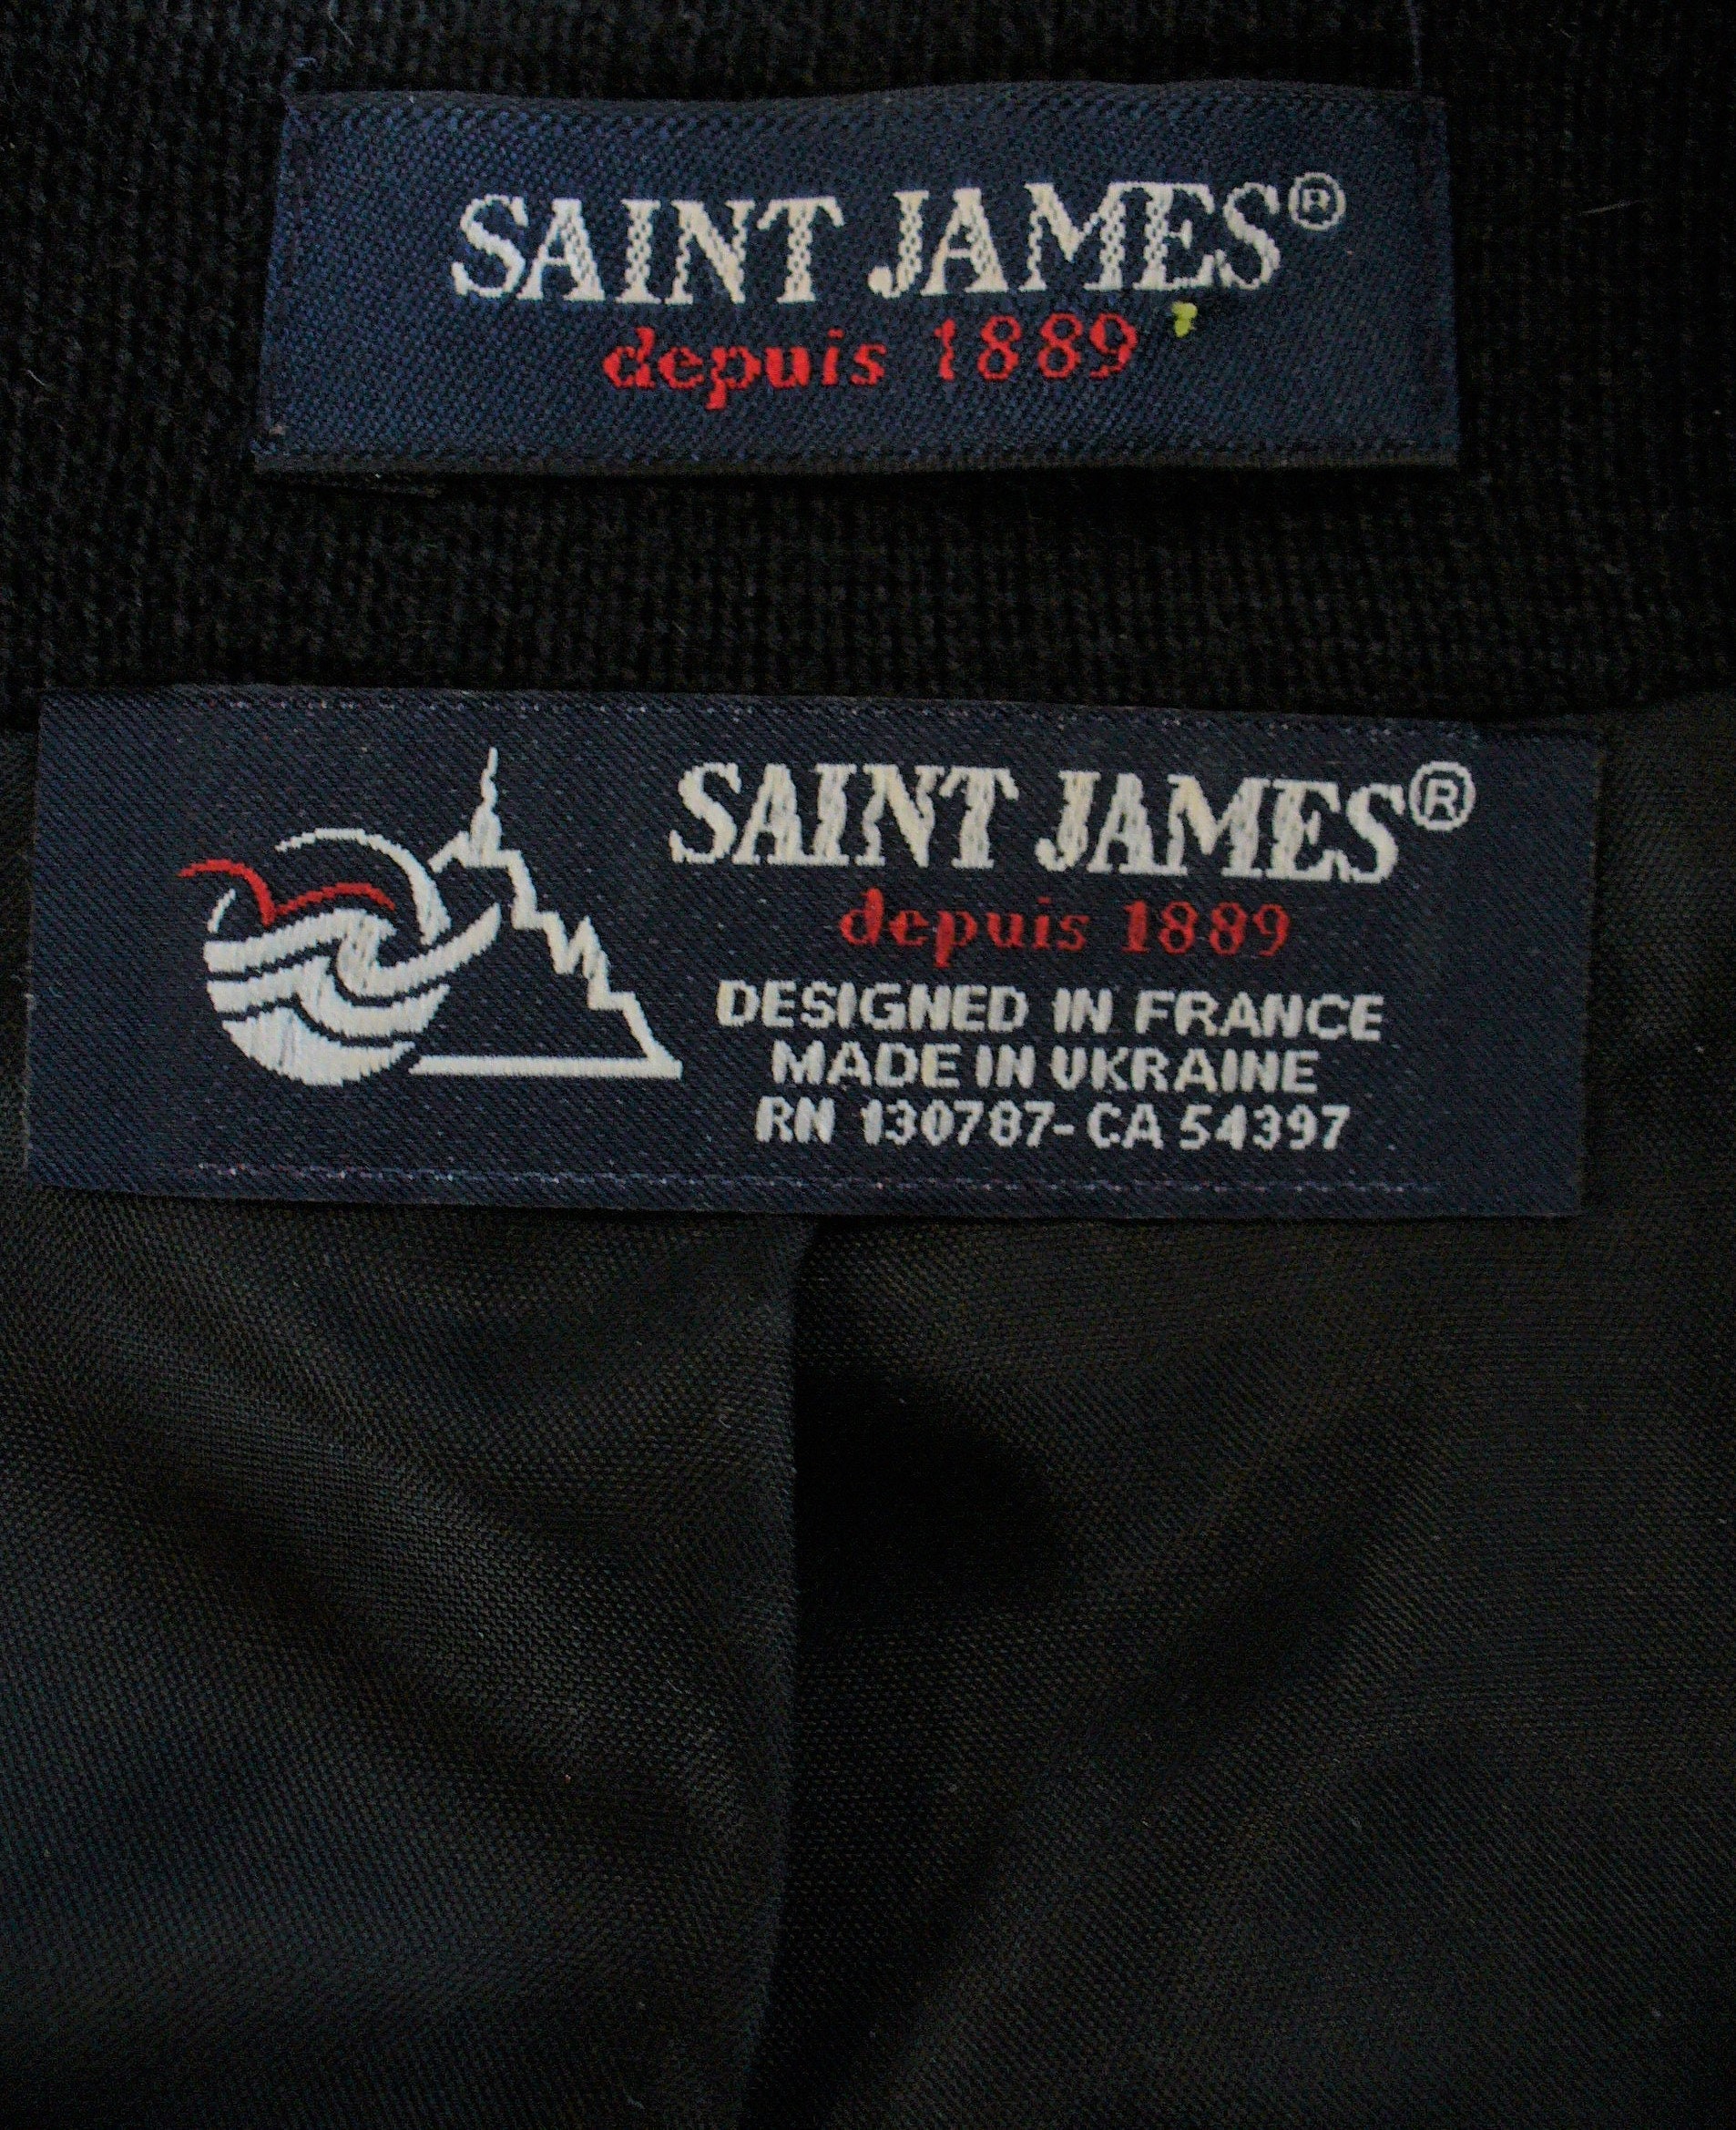 SAINT JAMES®
depuis 1889
SAINT JAMES®
depuis 1889
DESIGNED IN FRANCE
MADE IN UKRAINE
RN 130787-CA 54397